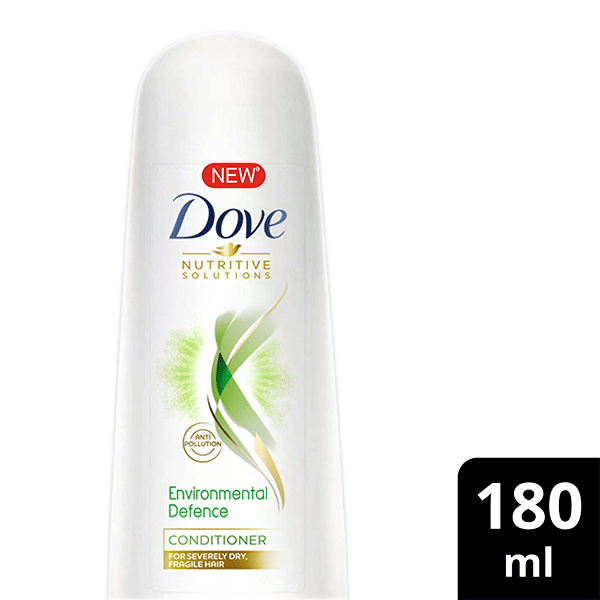 NEW
Dove
NUTRITIVE
SOLUTIONS
ANTI
POLLUTION
Environmental
Defence
CONDITIONER
FOR SEVERELY DRY,
FRAGILE HAIR
180
ml